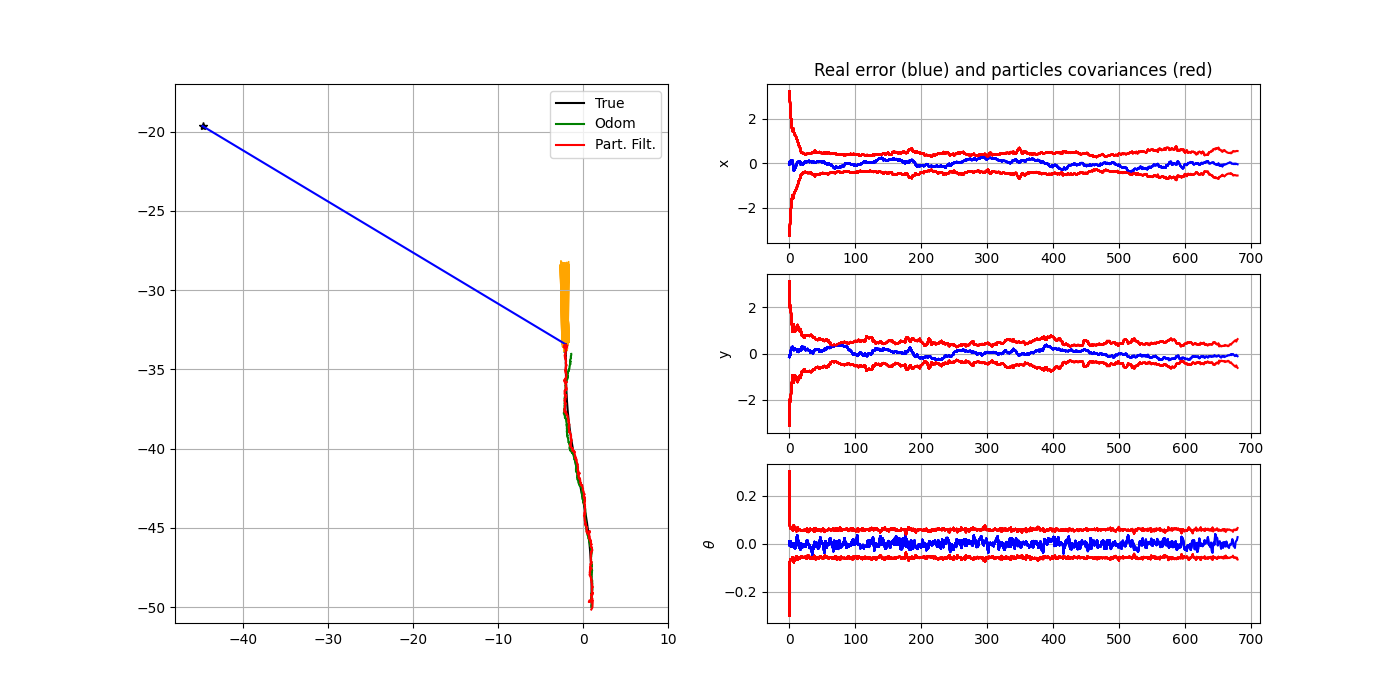 True
Odom
Part. Filt.
−20
−25
−30
−35
−40
−45
−50
−40 −30 −20 −10 0 10
Real error (blue) and particles covariances (red)
x
2
0
−2
0 100 200 300 400 500 600 700
y
2
0
−2
0 100 200 300 400 500 600 700
θ
0.2
0.0
−0.2
0 100 200 300 400 500 600 700